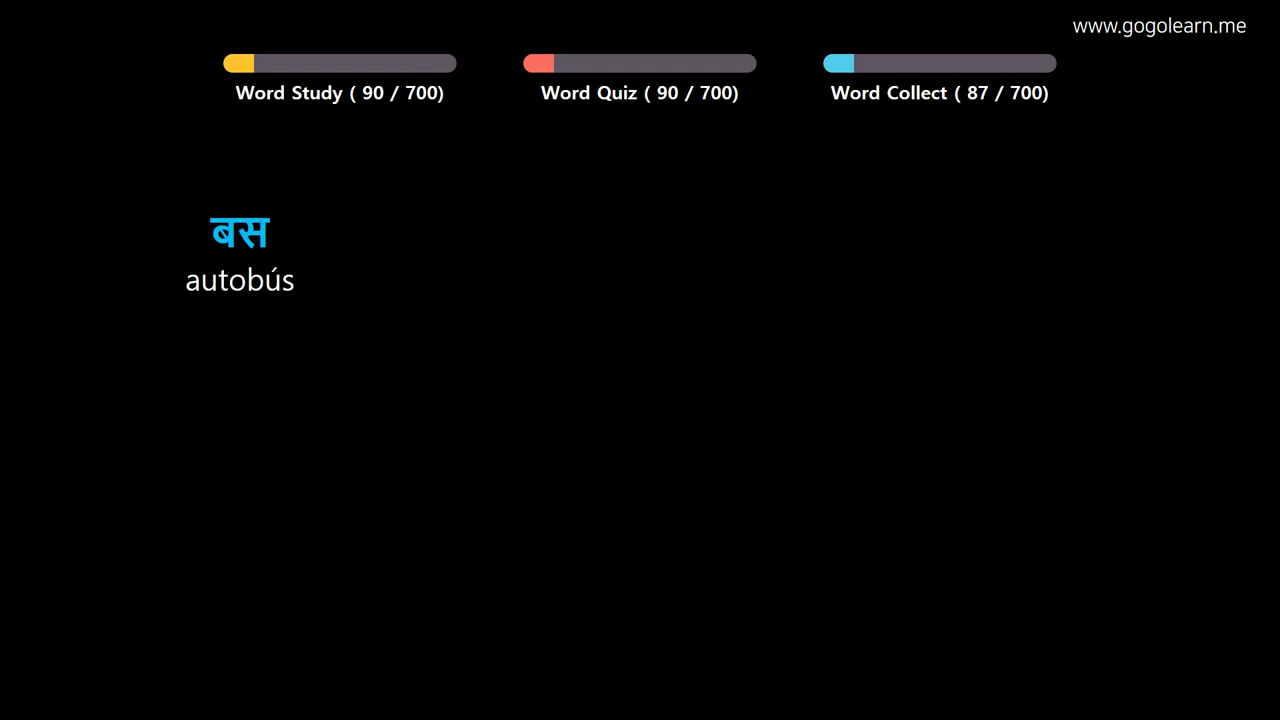 www.gogolearn.me
Word Study ( 90 / 700)
Word Quiz ( 90 / 700)
Word Collect ( 87 / 700)
बस
autobús